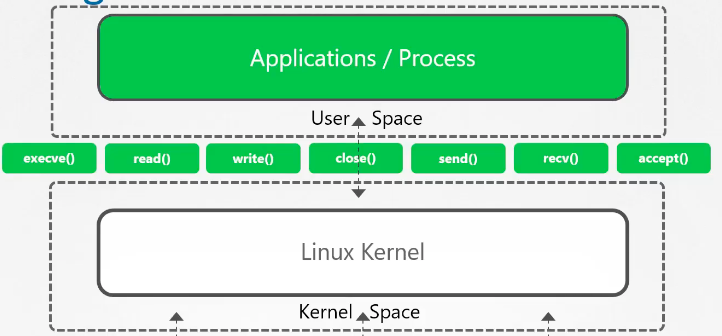 Applications / Process
User Space
execve() read() write() close() send() recv() accept()
Linux Kernel
Kernel Space